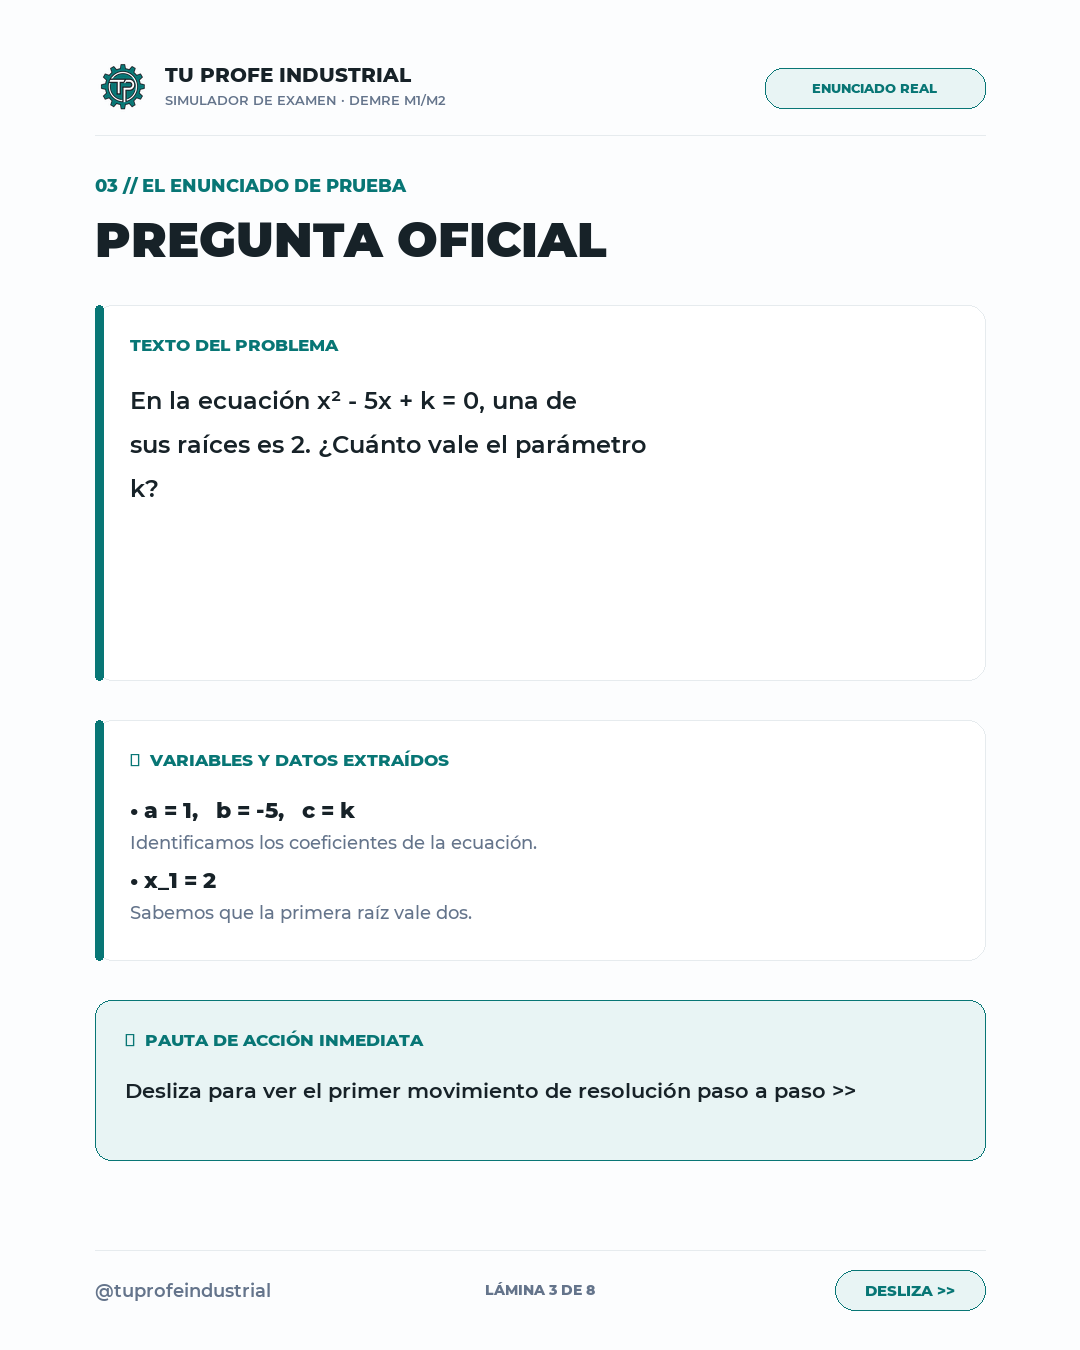 TP
TU PROFE INDUSTRIAL
SIMULADOR DE EXAMEN · DEMRE M1/M2
ENUNCIADO REAL
03 // EL ENUNCIADO DE PRUEBA
PREGUNTA OFICIAL
TEXTO DEL PROBLEMA
En la ecuación x² - 5x + k = 0, una de
sus raíces es 2. ¿Cuánto vale el parámetro
k?
VARIABLES Y DATOS EXTRAÍDOS
• a = 1,   b = -5,   c = k
Identificamos los coeficientes de la ecuación.
• x_1 = 2
Sabemos que la primera raíz vale dos.
PAUTA DE ACCIÓN INMEDIATA
Desliza para ver el primer movimiento de resolución paso a paso >>
@tuprofeindustrial
LÁMINA 3 DE 8
DESLIZA >>